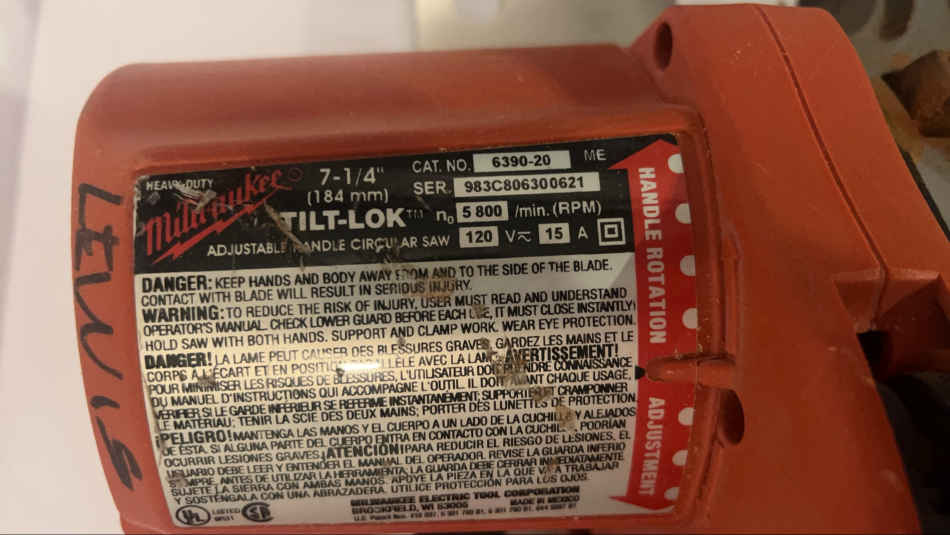 LEWIS
HEAVY-DUTY
Milwaukee
7-1/4"
(184 mm)
TILT-LOK™
ADJUSTABLE HANDLE CIRCULAR SAW
CAT. NO. 6390-20 ME
SER. 983C806300621
n₀ 5 800 /min. (RPM)
120 V⏦ 15 A
HANDLE ROTATION
ADJUSTMENT
DANGER: KEEP HANDS AND BODY AWAY FROM AND TO THE SIDE OF THE BLADE.
CONTACT WITH BLADE WILL RESULT IN SERIOUS INJURY.
WARNING: TO REDUCE THE RISK OF INJURY, USER MUST READ AND UNDERSTAND
OPERATOR'S MANUAL. CHECK LOWER GUARD BEFORE EACH USE, IT MUST CLOSE INSTANTLY!
HOLD SAW WITH BOTH HANDS. SUPPORT AND CLAMP WORK. WEAR EYE PROTECTION.
DANGER! LA LAME PEUT CAUSER DES BLESSURES GRAVES. GARDEZ LES MAINS ET LE
CORPS À L'ÉCART ET EN POSITION PARALLÈLE AVEC LA LAME. AVERTISSEMENT!
POUR MINIMISER LES RISQUES DE BLESSURES, L'UTILISATEUR DOIT PRENDRE CONNAISSANCE
DU MANUEL D'INSTRUCTIONS QUI ACCOMPAGNE L'OUTIL. IL DOIT AVANT CHAQUE USAGE,
VÉRIFIER SI LE GARDE INFÉRIEUR SE REFERME INSTANTANÉMENT; SUPPORTER ET CRAMPONNER
LE MATÉRIAU; TENIR LA SCIE DES DEUX MAINS; PORTER DES LUNETTES DE PROTECTION.
¡PELIGRO! MANTENGA LAS MANOS Y EL CUERPO A UN LADO DE LA CUCHILLA Y ALEJADOS
DE ESTA. SI ALGUNA PARTE DEL CUERPO ENTRA EN CONTACTO CON LA CUCHILLA, PODRÍAN
OCURRIR LESIONES GRAVES. ¡ATENCIÓN! PARA REDUCIR EL RIESGO DE LESIONES, EL
USUARIO DEBE LEER Y ENTENDER EL MANUAL DEL OPERADOR. REVISE LA GUARDA INFERIOR
SIEMPRE, ANTES DE UTILIZAR LA HERRAMIENTA. LA GUARDA DEBE CERRAR INMEDIATAMENTE.
SUJETE LA SIERRA CON AMBAS MANOS. APOYE LA PIEZA EN LA QUE VA A TRABAJAR
Y SOSTÉNGALA CON UNA ABRAZADERA. UTILICE PROTECCIÓN PARA LOS OJOS.
UL LISTED
MILWAUKEE ELECTRIC TOOL CORPORATION
BROOKFIELD, WI 53005 MADE IN MEXICO
U.S. Patent Nos.